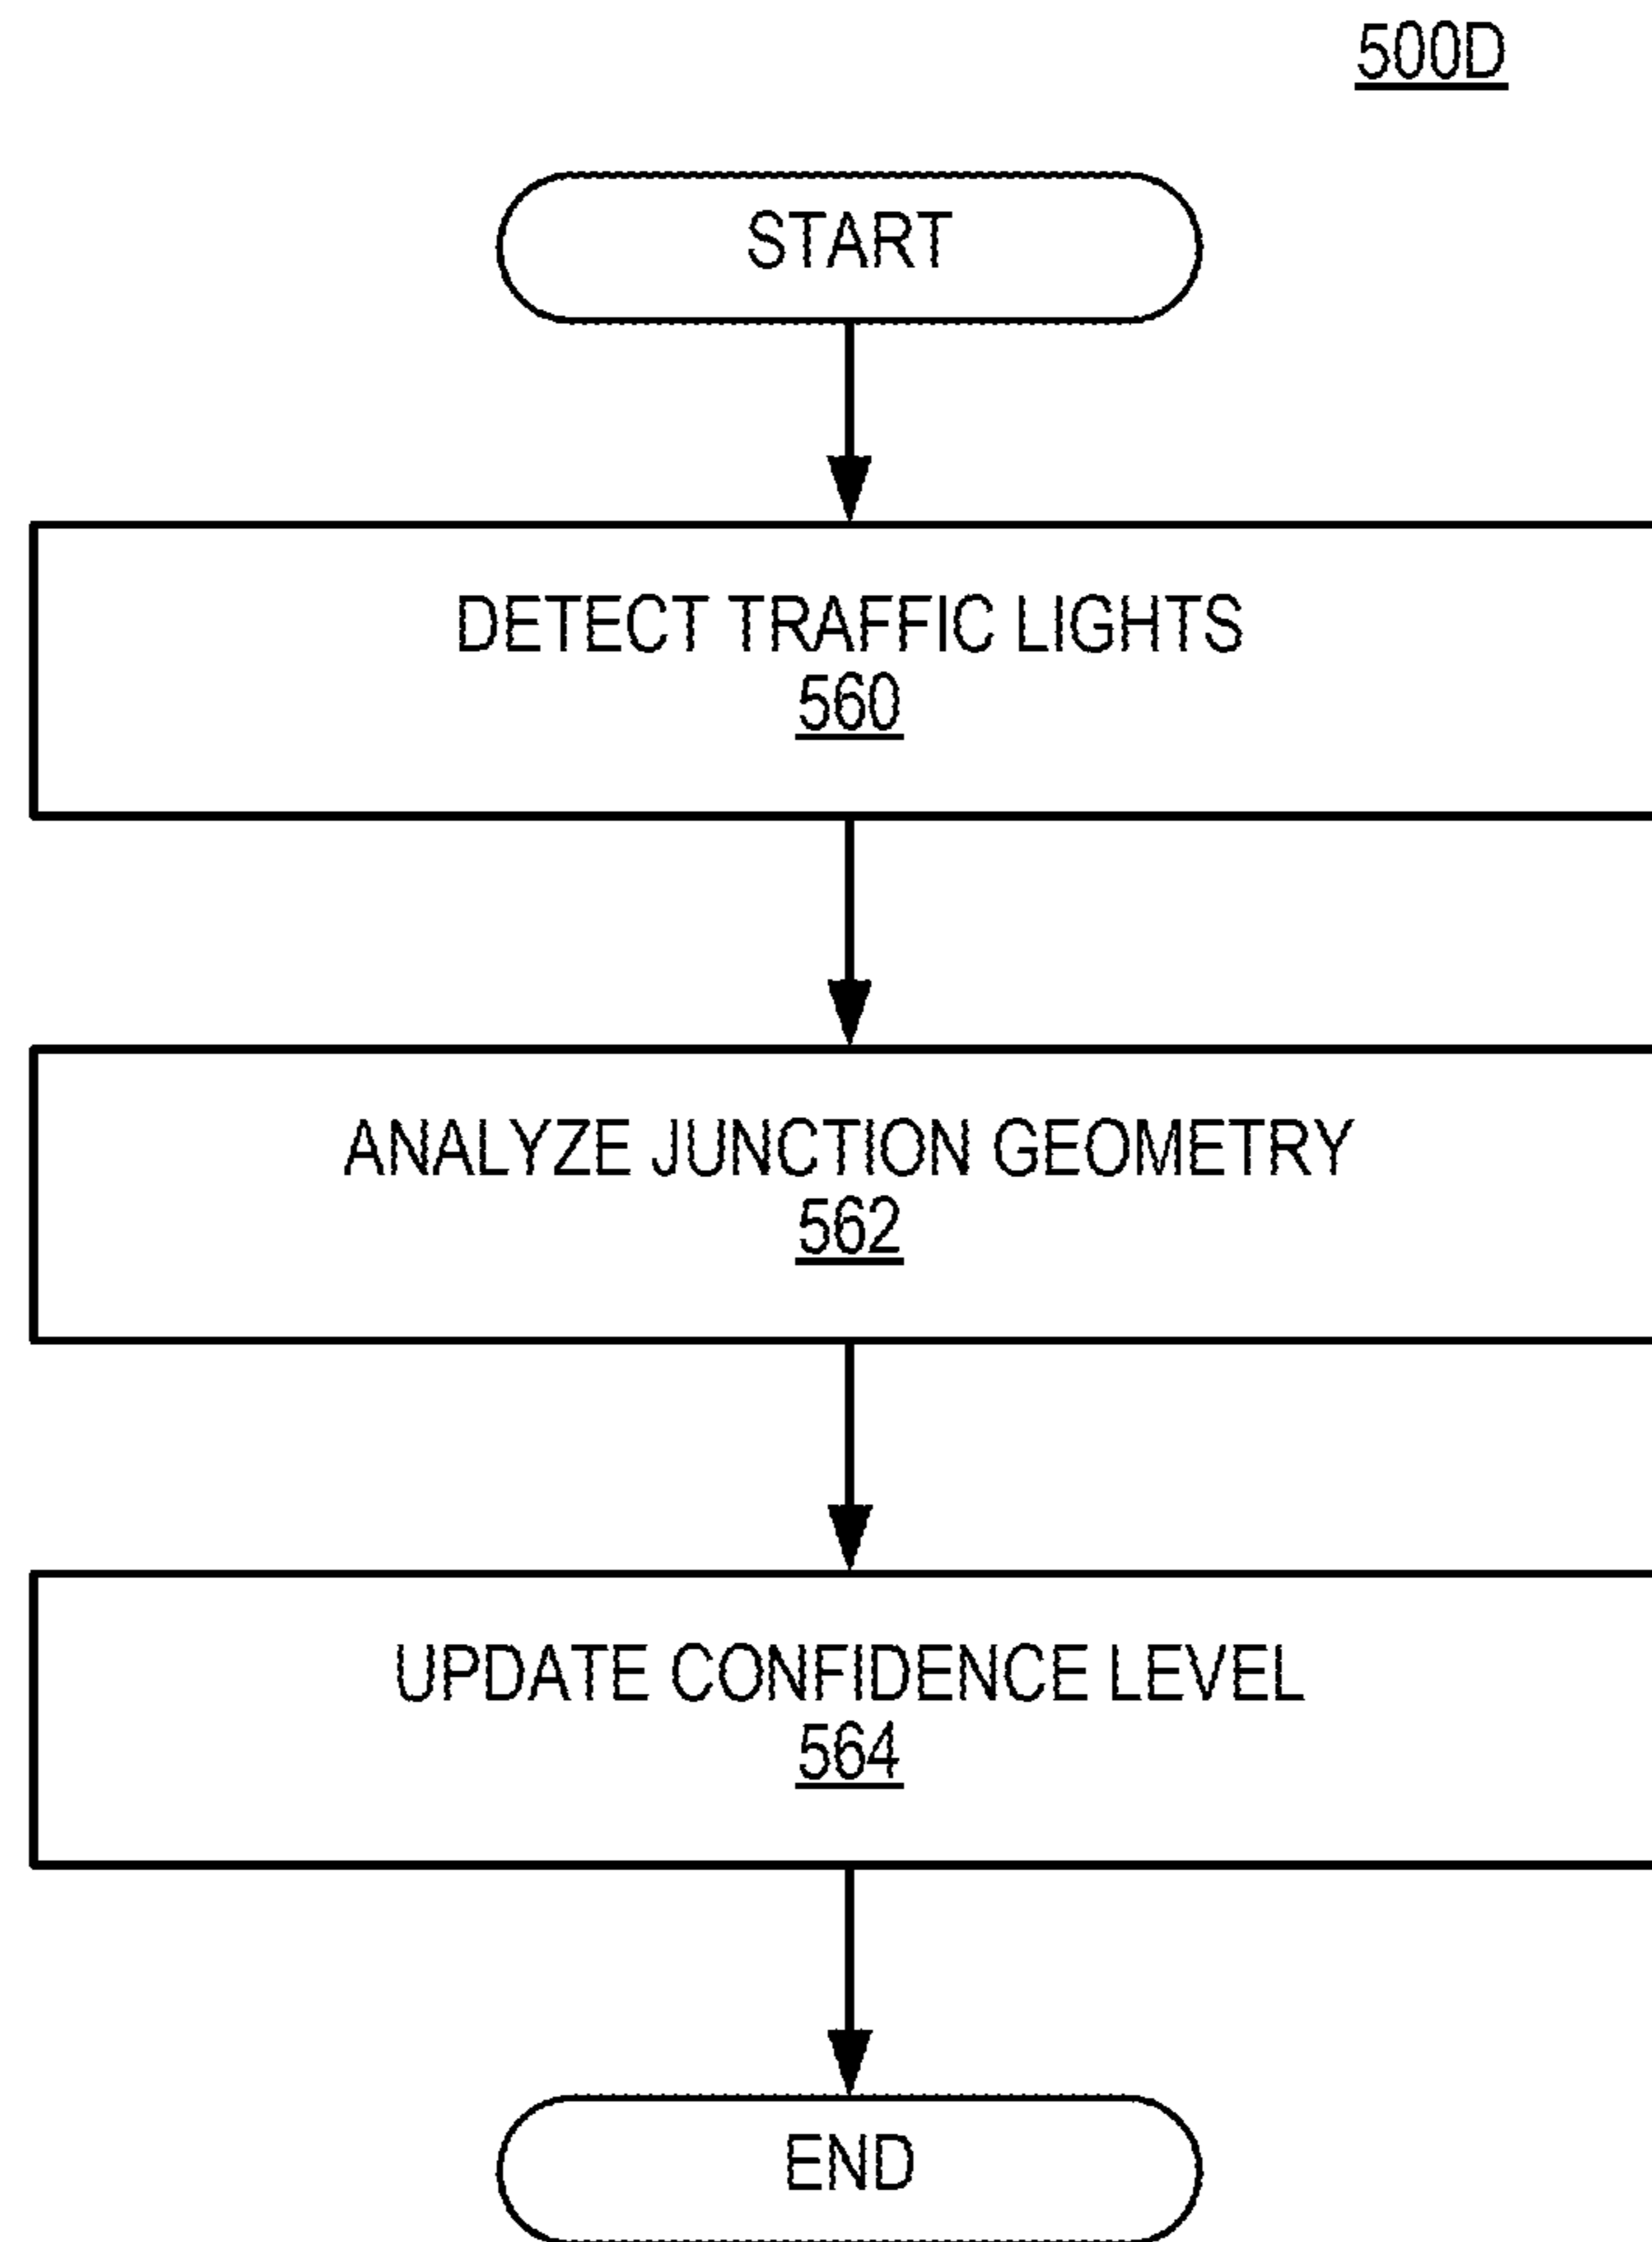 500D
START
DETECT TRAFFIC LIGHTS
560
ANALYZE JUNCTION GEOMETRY
562
UPDATE CONFIDENCE LEVEL
564
END